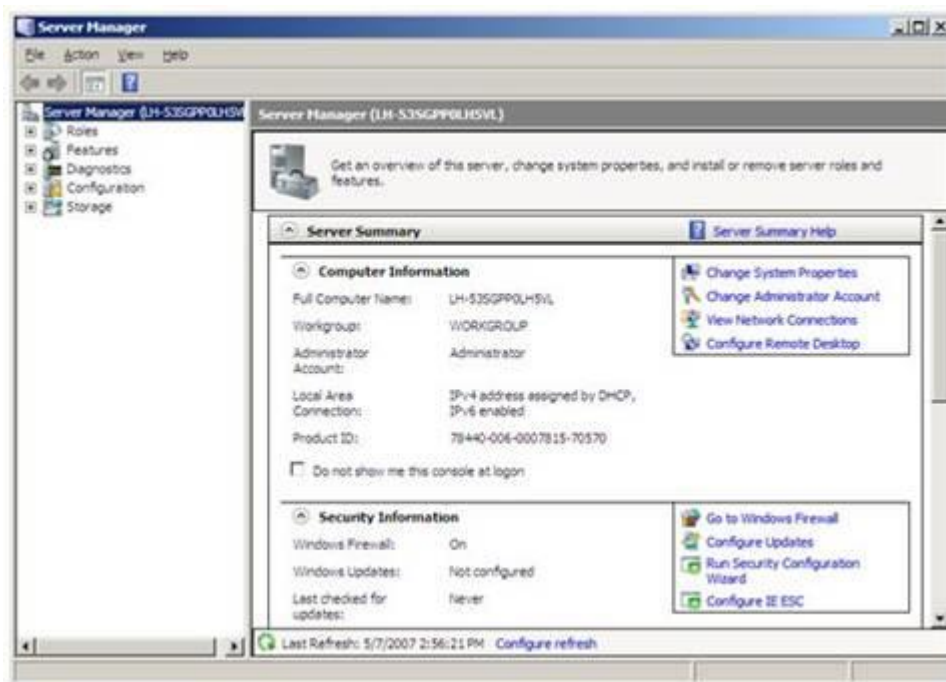 Server Manager
File Action View Help
Server Manager (LH-53SGPP0LHSVL
Roles
Features
Diagnostics
Configuration
Storage
Server Manager (LH-53SGPP0LHSVL)
Get an overview of this server, change system properties, and install or remove server roles and
features.
Server Summary
Server Summary Help
Computer Information
Full Computer Name: LH-53SGPP0LHSVL
Workgroup: WORKGROUP
Administrator
Account: Administrator
Local Area
Connection: IPv4 address assigned by DHCP,
IPv6 enabled
Product ID: 78440-006-0007815-70570
Do not show me this console at logon
Change System Properties
Change Administrator Account
View Network Connections
Configure Remote Desktop
Security Information
Windows Firewall: On
Windows Updates: Not configured
Last checked for
updates: Never
Go to Windows Firewall
Configure Updates
Run Security Configuration
Wizard
Configure IE ESC
Last Refresh: 5/7/2007 2:56:21 PM Configure refresh